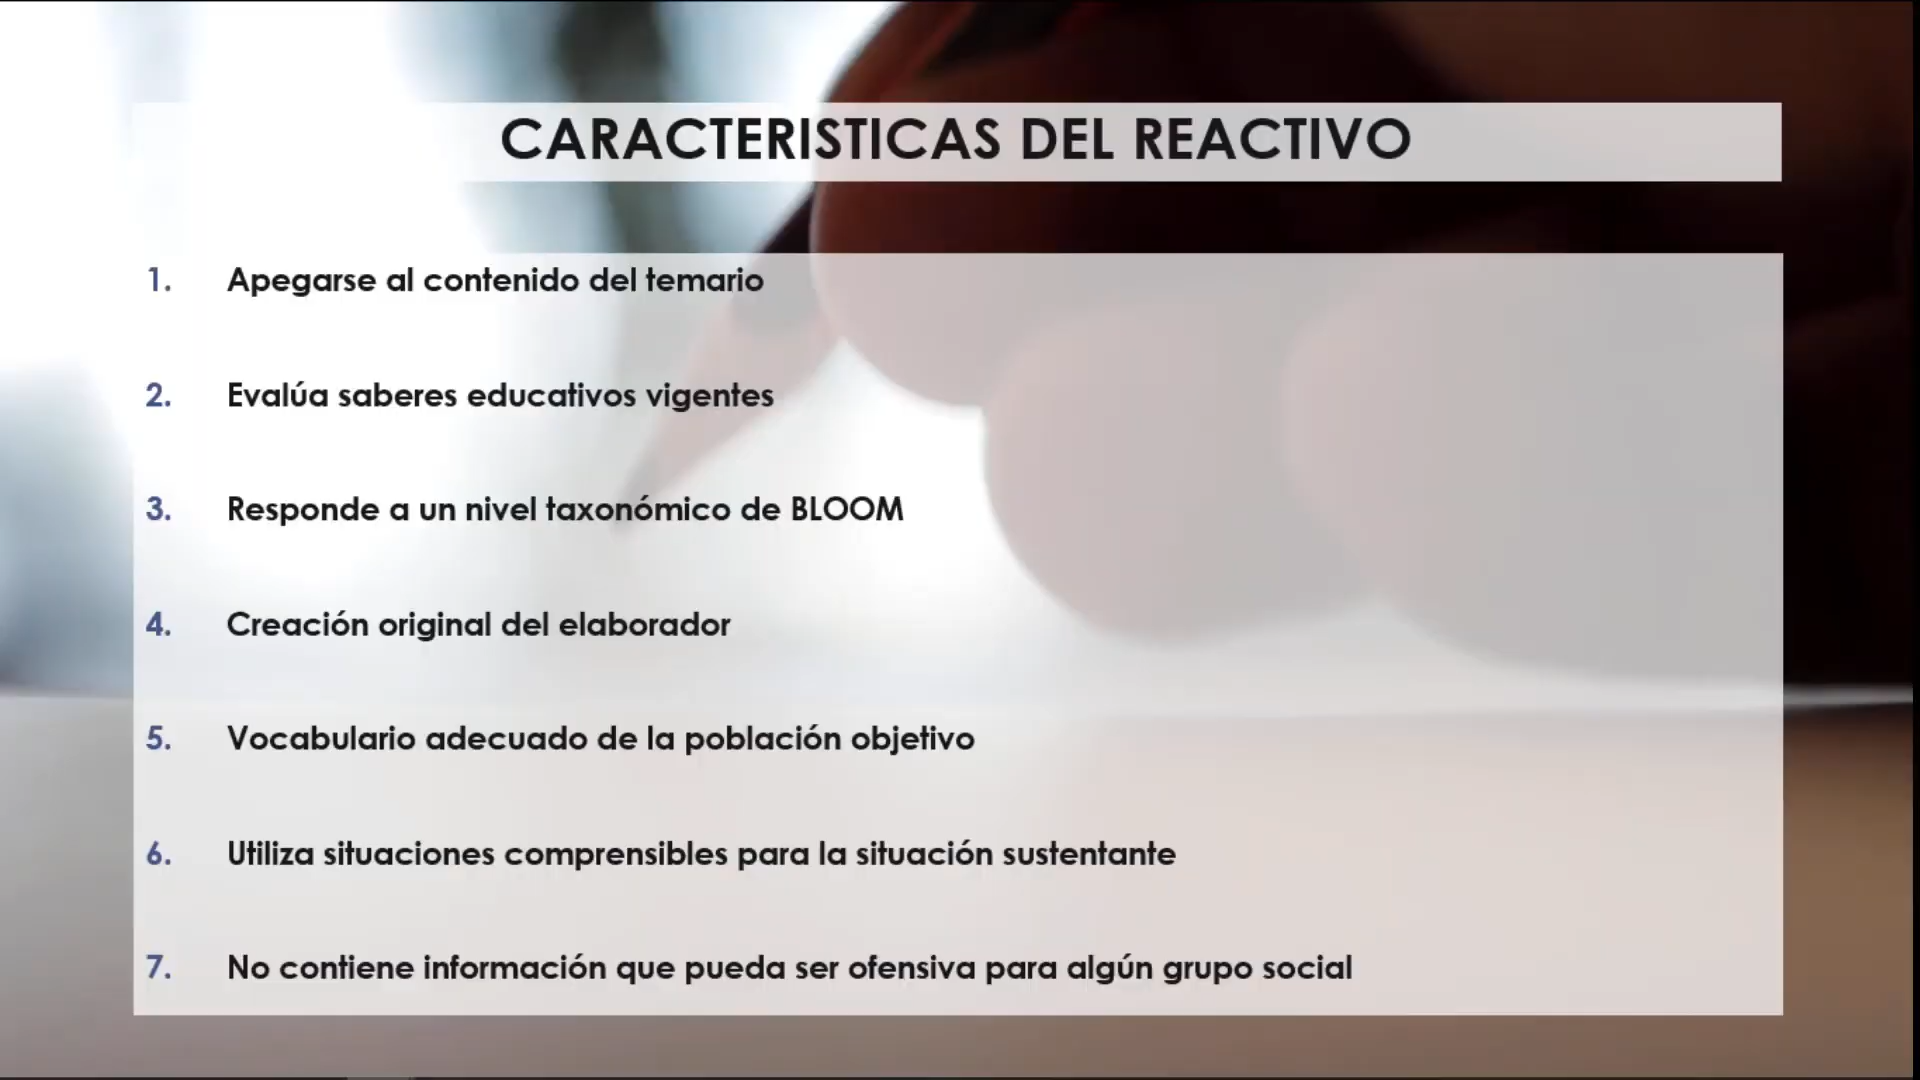 CARACTERISTICAS DEL REACTIVO
1. Apegarse al contenido del temario
2. Evalúa saberes educativos vigentes
3. Responde a un nivel taxonómico de BLOOM
4. Creación original del elaborador
5. Vocabulario adecuado de la población objetivo
6. Utiliza situaciones comprensibles para la situación sustentante
7. No contiene información que pueda ser ofensiva para algún grupo social